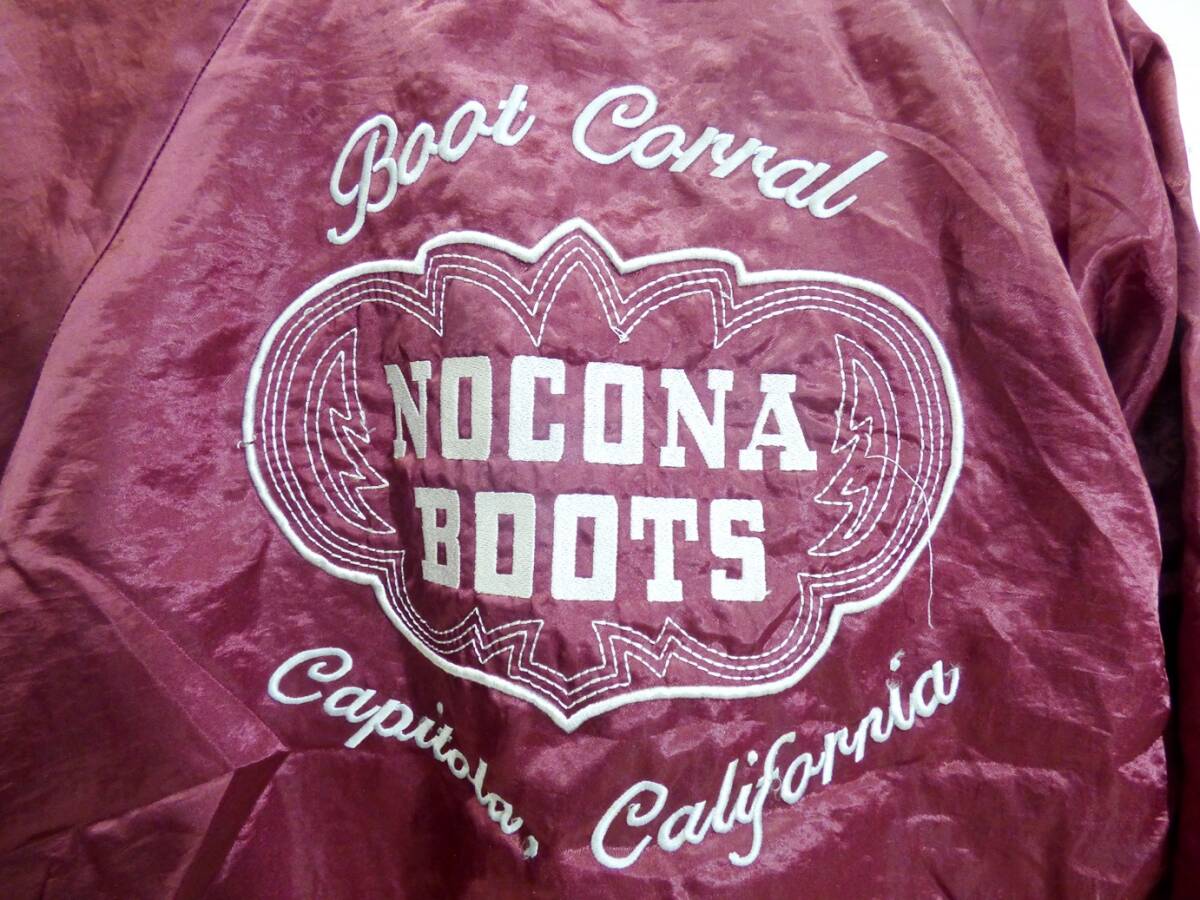 Boot Corral
NOCONA
BOOTS
Capitola, California